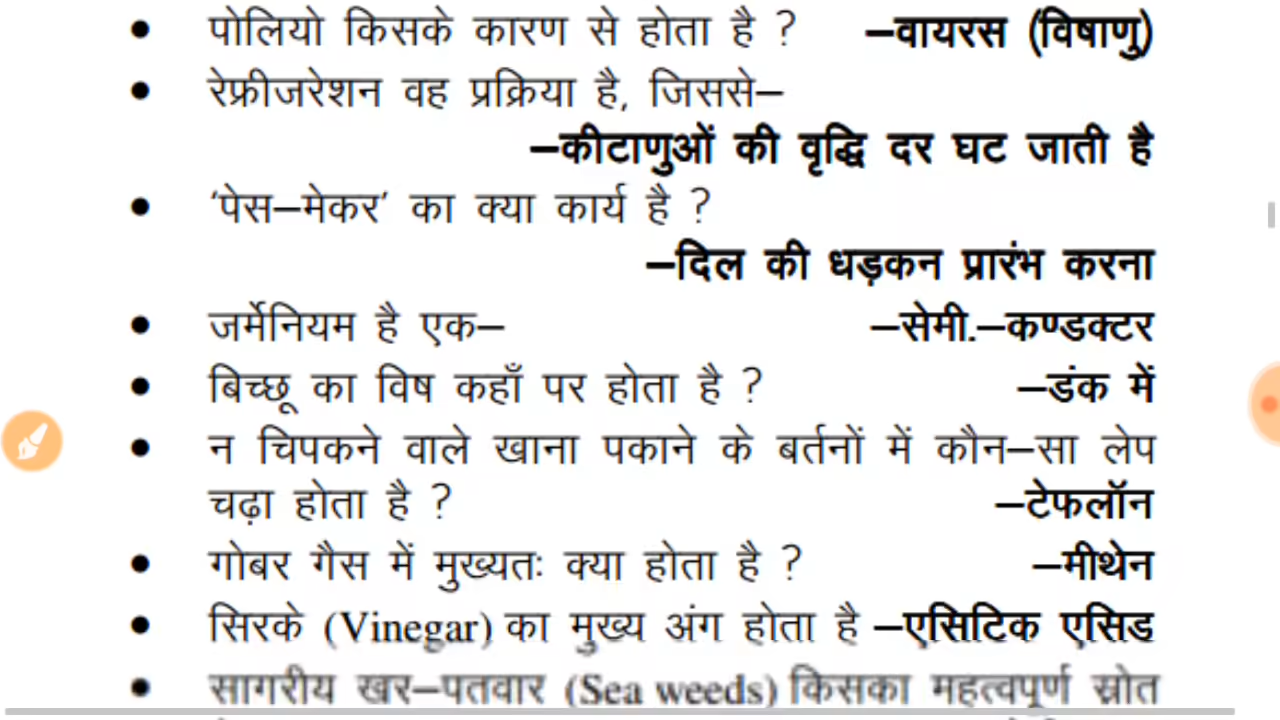 • पोलियो किसके कारण से होता है ? –वायरस (विषाणु)
• रेफ्रीजरेशन वह प्रक्रिया है, जिससे–
–कीटाणुओं की वृद्धि दर घट जाती है
• ‘पेस–मेकर’ का क्या कार्य है ?
–दिल की धड़कन प्रारंभ करना
• जर्मेनियम है एक– –सेमी.–कण्डक्टर
• बिच्छू का विष कहाँ पर होता है ? –डंक में
• न चिपकने वाले खाना पकाने के बर्तनों में कौन–सा लेप
चढ़ा होता है ? –टेफलॉन
• गोबर गैस में मुख्यतः क्या होता है ? –मीथेन
• सिरके (Vinegar) का मुख्य अंग होता है –एसिटिक एसिड
• सागरीय खर–पतवार (Sea weeds) किसका महत्वपूर्ण स्रोत